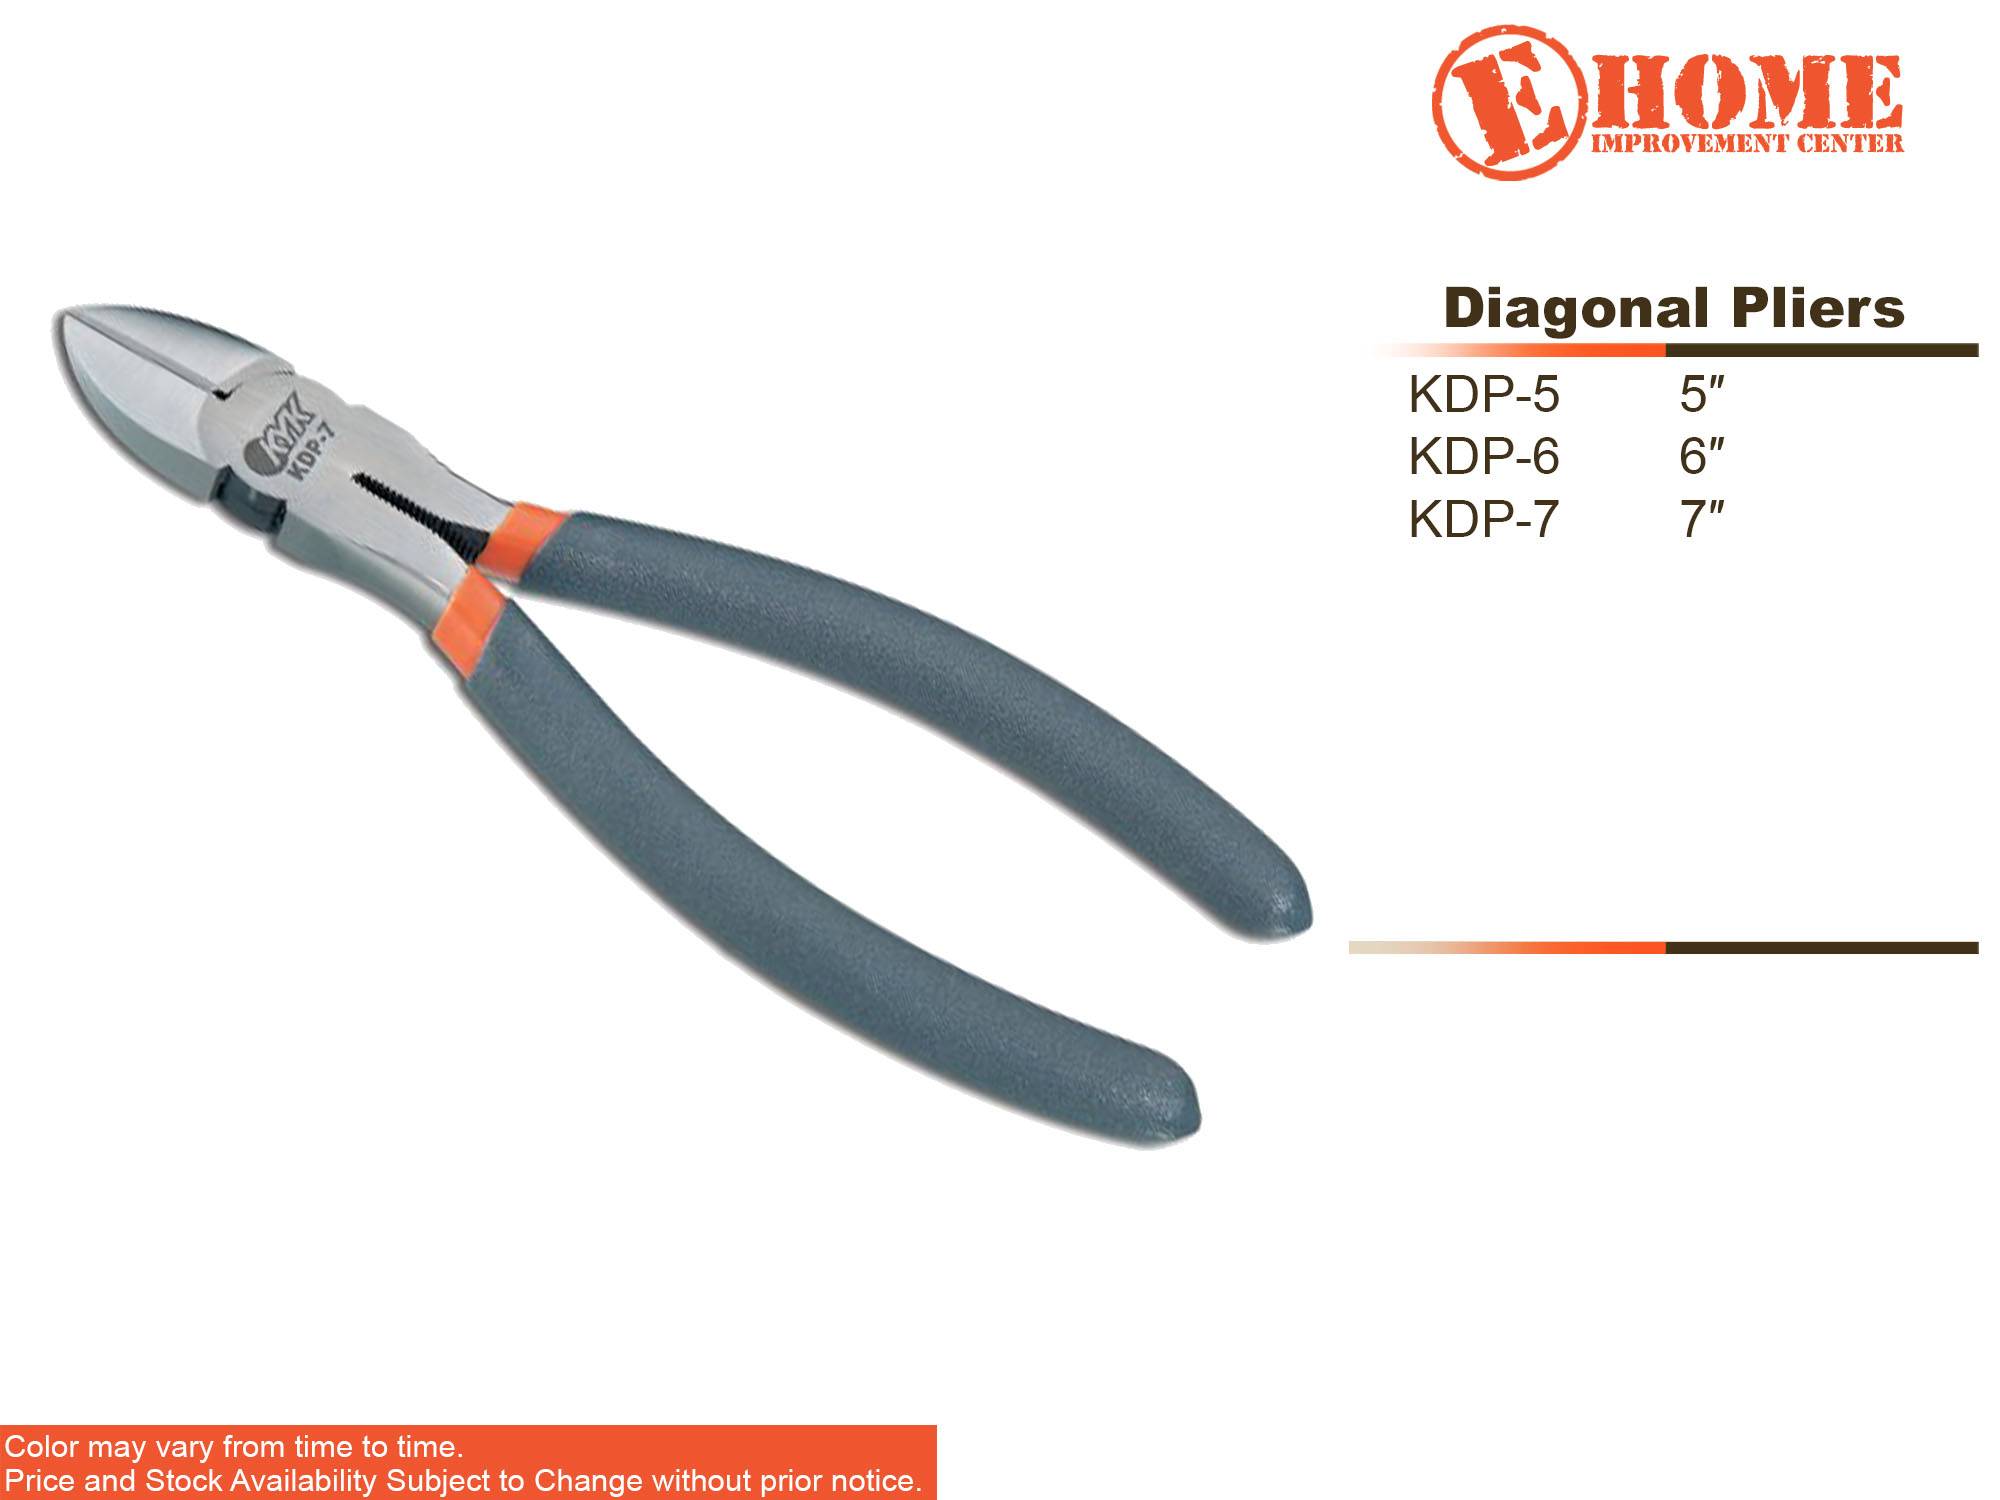 E HOME
IMPROVEMENT CENTER
Diagonal Pliers
KDP-5 5″
KDP-6 6″
KDP-7 7″
KYK
KDP-7
Color may vary from time to time.
Price and Stock Availability Subject to Change without prior notice.